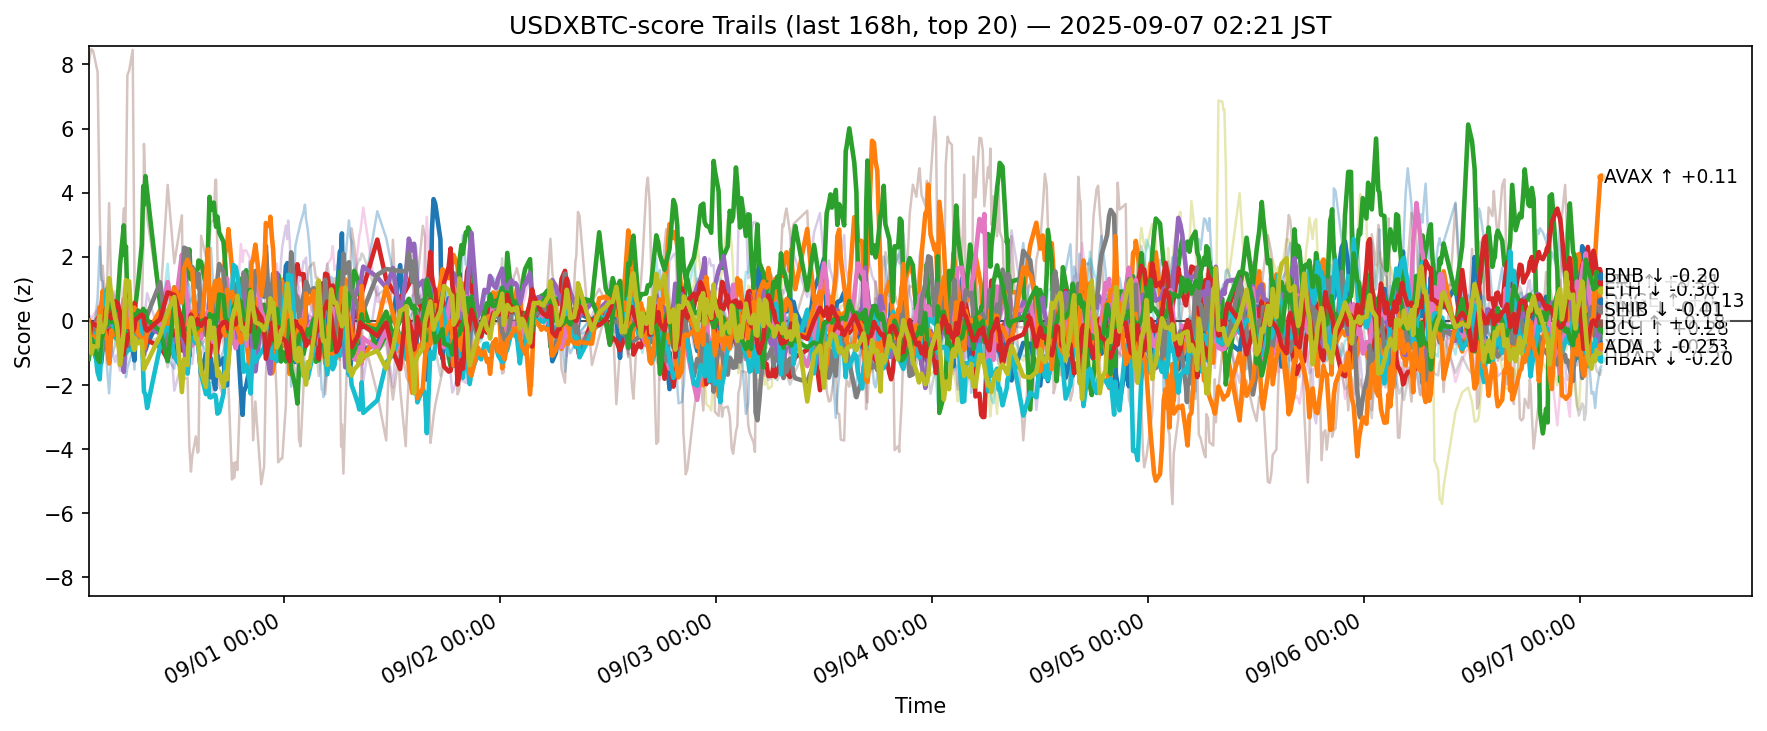 USDXBTC-score Trails (last 168h, top 20) — 2025-09-07 02:21 JST
Score (z)
8
6
4
2
0
−2
−4
−6
−8
AVAX ↑ +0.11
BNB ↓ -0.20
ETH ↓ -0.30
13
SHIB ↓ -0.01
BTC ↑ +0.18
ADA ↓ -0.25
HBAR ↓ -0.20
09/01 00:00
09/02 00:00
09/03 00:00
09/04 00:00
09/05 00:00
09/06 00:00
09/07 00:00
Time